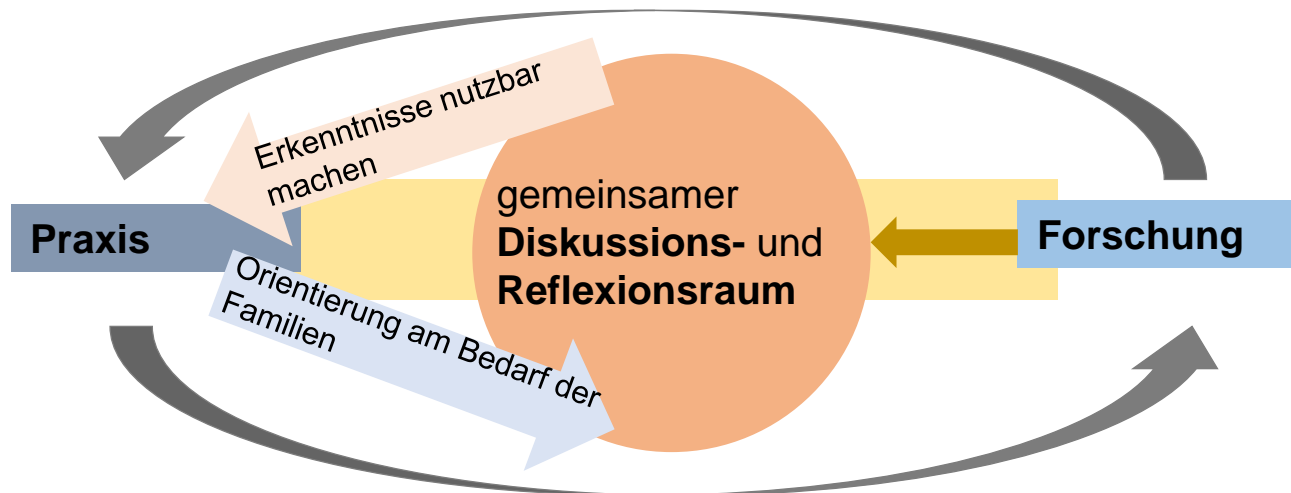 Erkenntnisse nutzbar
machen
Praxis
gemeinsamer
Diskussions- und
Reflexionsraum
Forschung
Orientierung am Bedarf der
Familien